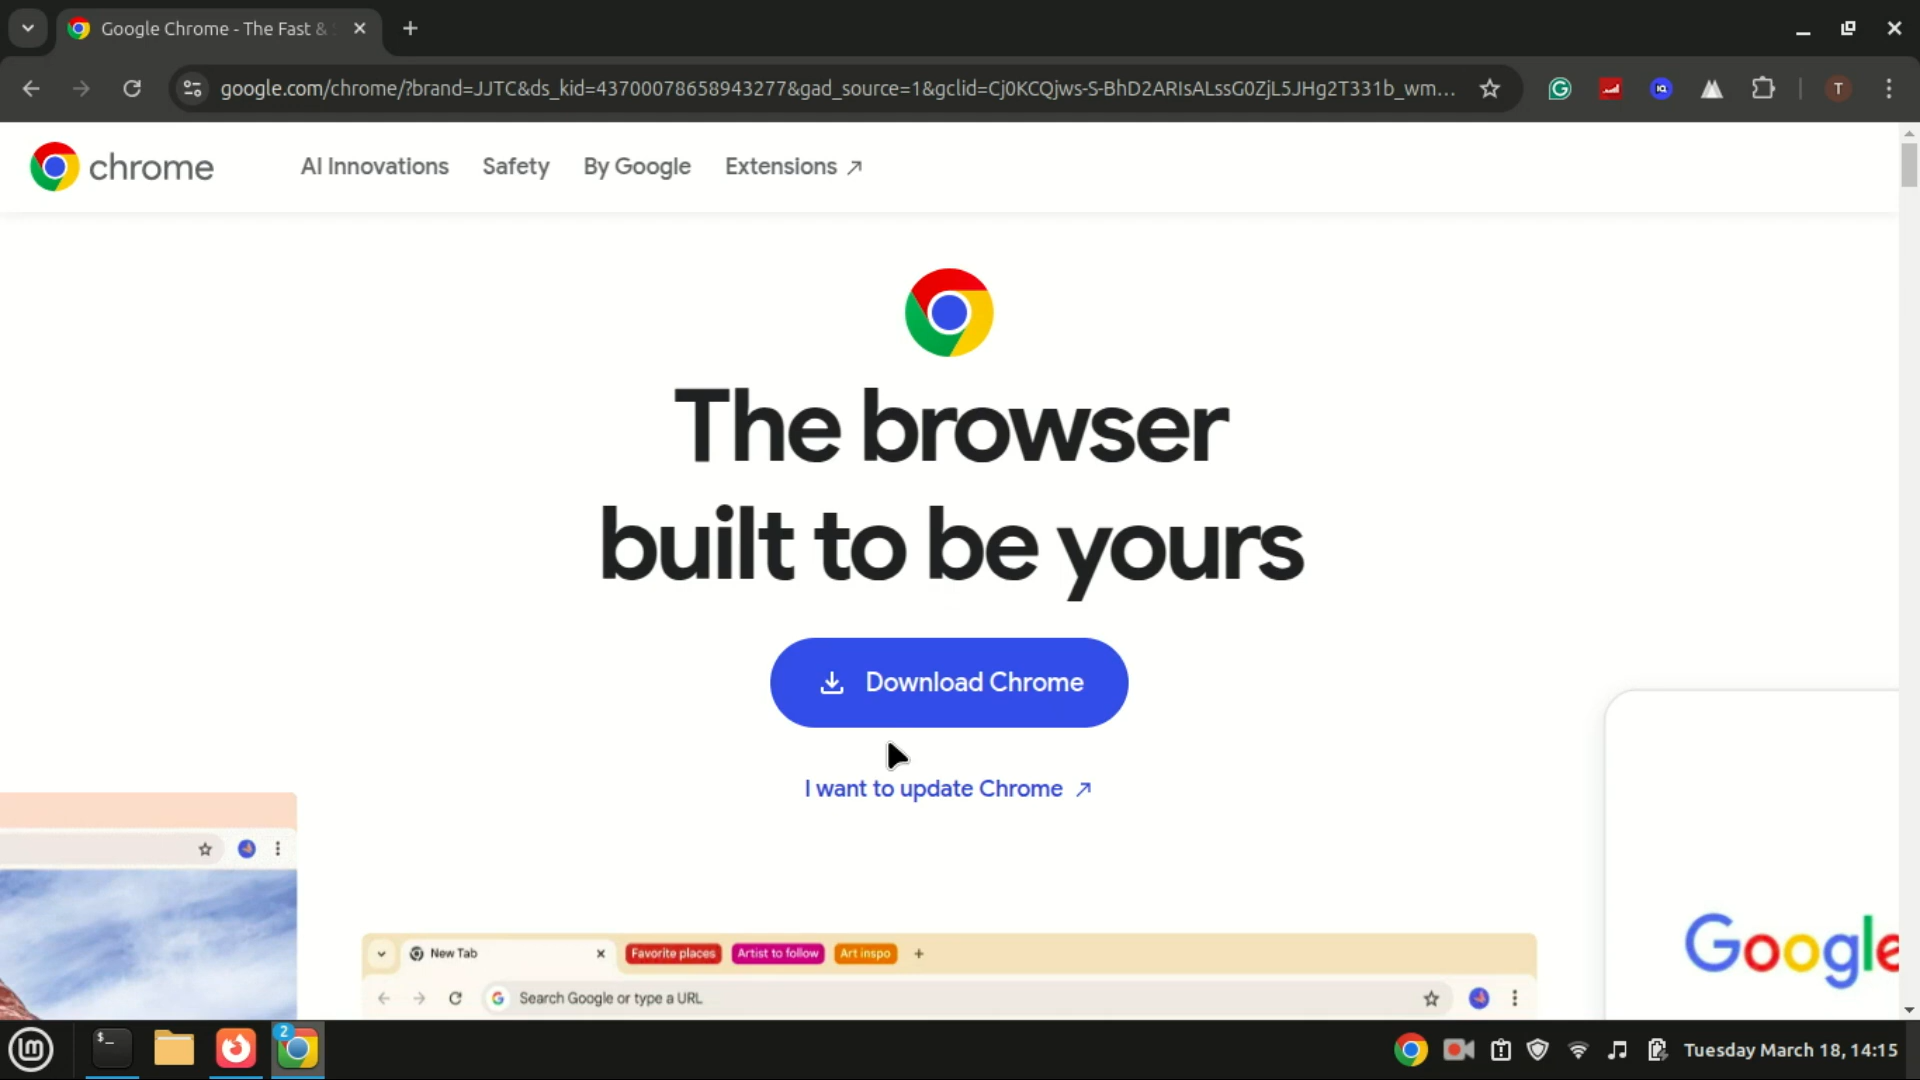 Google Chrome - The Fast &
google.com/chrome/?brand=JJTC&ds_kid=43700078658943277&gad_source=1&gclid=Cj0KCQjws-S-BhD2ARIsALssG0ZjL5JHg2T331b_wm...
T
chrome
AI Innovations
Safety
By Google
Extensions
The browser
built to be yours
Download Chrome
I want to update Chrome
New Tab
Favorite places
Artist to follow
Art inspo
Search Google or type a URL
Google
2
Tuesday March 18, 14:15